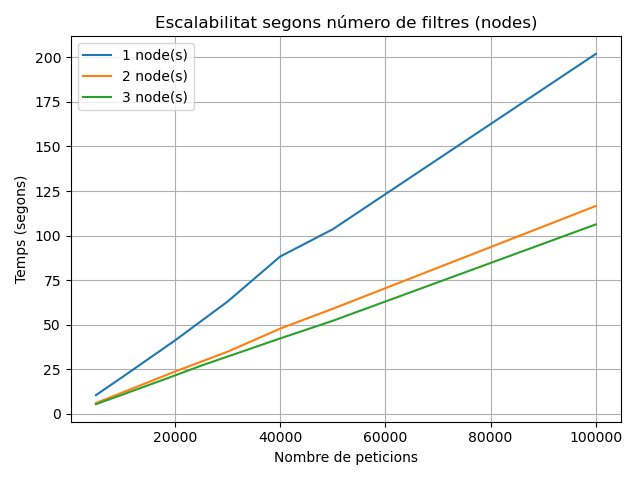 Escalabilitat segons número de filtres (nodes)
1 node(s)
2 node(s)
3 node(s)
200
175
150
125
100
75
50
25
0
Temps (segons)
20000 40000 60000 80000 100000
Nombre de peticions